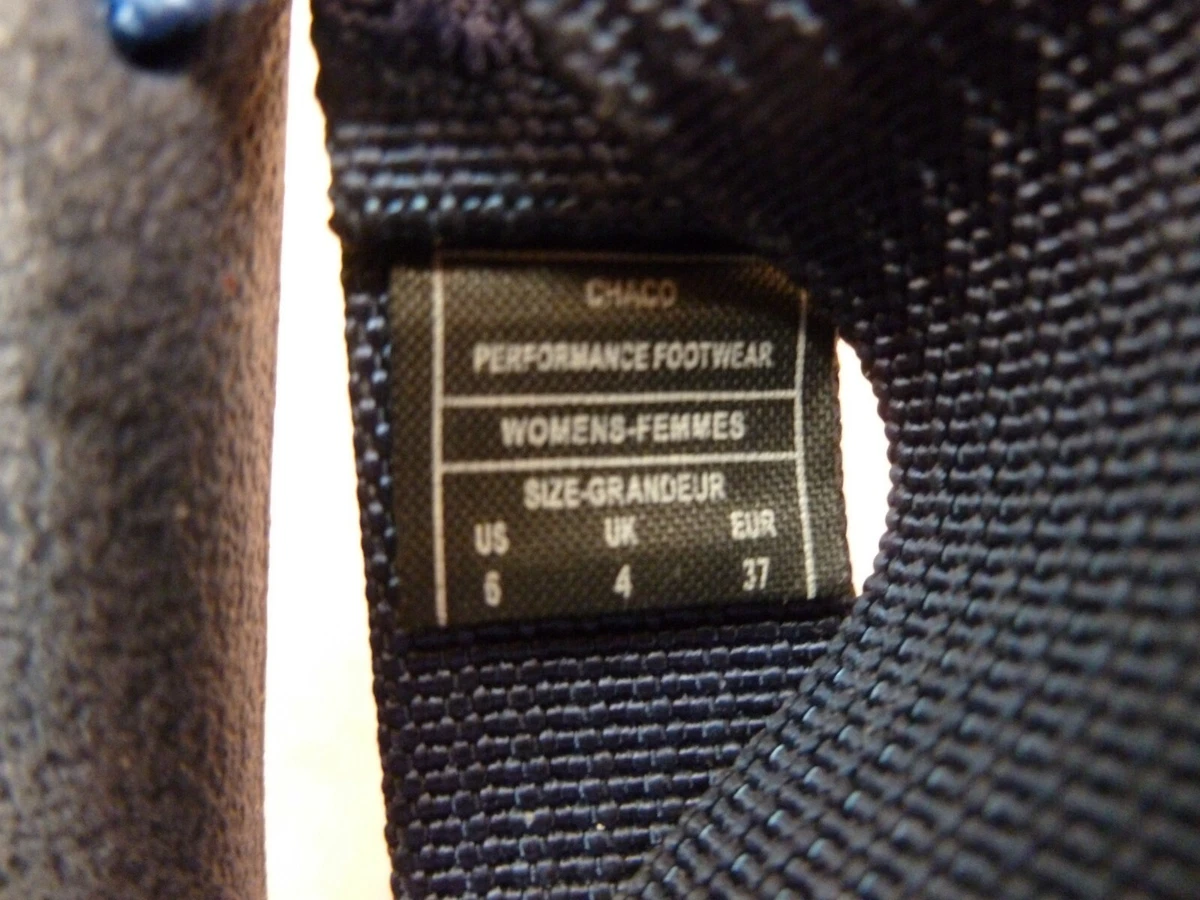 CHACO
PERFORMANCE FOOTWEAR
WOMENS-FEMMES
SIZE-GRANDEUR
US UK EUR
6 4 37